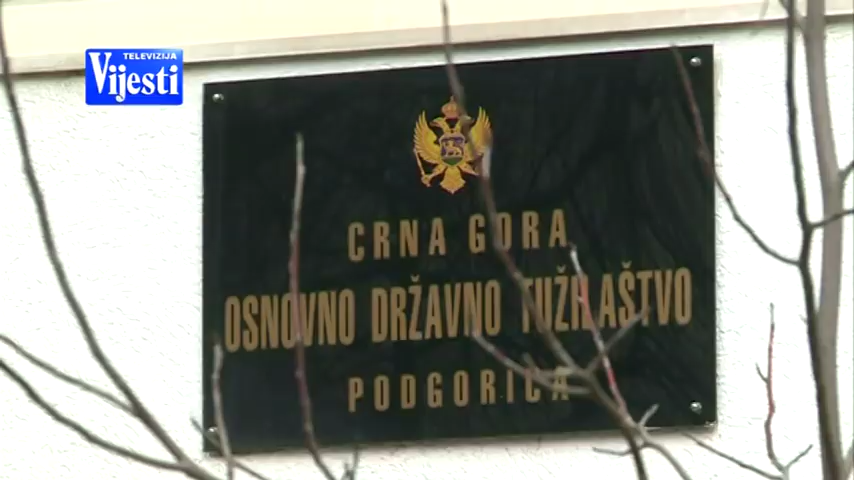 TELEVIZIJA
Vijesti
CRNA GORA
OSNOVNO DRŽAVNO TUŽILAŠTVO
PODGORICA